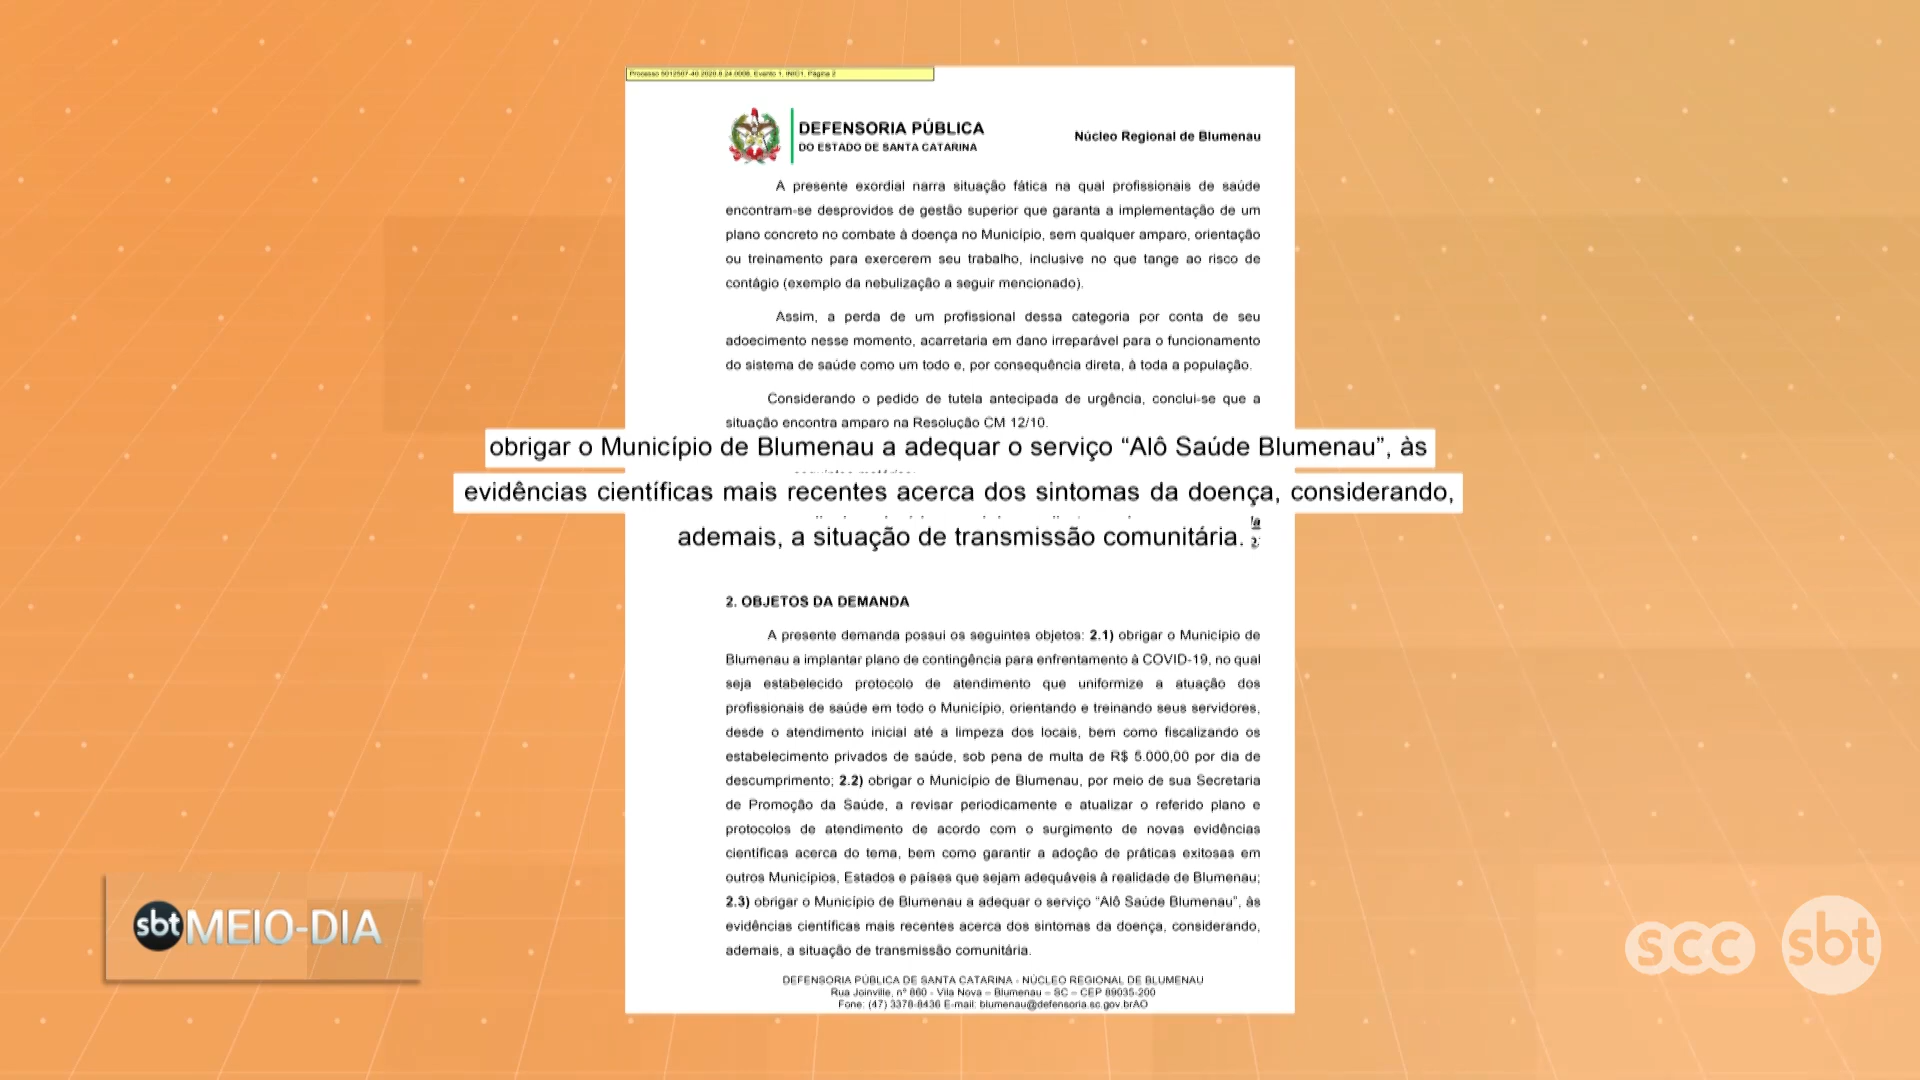 Processo 5012507-40.2020.8.24.0008, Evento 1, INIC1, Página 2
DEFENSORIA PÚBLICA
DO ESTADO DE SANTA CATARINA
Núcleo Regional de Blumenau
A presente exordial narra situação fática na qual profissionais de saúde
encontram-se desprovidos de gestão superior que garanta a implementação de um
plano concreto no combate à doença no Município, sem qualquer amparo, orientação
ou treinamento para exercerem seu trabalho, inclusive no que tange ao risco de
contágio (exemplo da nebulização a seguir mencionado).
Assim, a perda de um profissional dessa categoria por conta de seu
adoecimento nesse momento, acarretaria em dano irreparável para o funcionamento
do sistema de saúde como um todo e, por consequência direta, à toda a população.
Considerando o pedido de tutela antecipada de urgência, conclui-se que a
situação encontra amparo na Resolução CM 12/10.
obrigar o Município de Blumenau a adequar o serviço “Alô Saúde Blumenau”, às
evidências científicas mais recentes acerca dos sintomas da doença, considerando,
ademais, a situação de transmissão comunitária.
2. OBJETOS DA DEMANDA
A presente demanda possui os seguintes objetos: 2.1) obrigar o Município de
Blumenau a implantar plano de contingência para enfrentamento à COVID-19, no qual
seja estabelecido protocolo de atendimento que uniformize a atuação dos
profissionais de saúde em todo o Município, orientando e treinando seus servidores,
desde o atendimento inicial até a limpeza dos locais, bem como fiscalizando os
estabelecimento privados de saúde, sob pena de multa de R$ 5.000,00 por dia de
descumprimento; 2.2) obrigar o Município de Blumenau, por meio de sua Secretaria
de Promoção da Saúde, a revisar periodicamente e atualizar o referido plano e
protocolos de atendimento de acordo com o surgimento de novas evidências
científicas acerca do tema, bem como garantir a adoção de práticas exitosas em
outros Municípios, Estados e países que sejam adequáveis à realidade de Blumenau;
2.3) obrigar o Município de Blumenau a adequar o serviço “Alô Saúde Blumenau”, às
evidências científicas mais recentes acerca dos sintomas da doença, considerando,
ademais, a situação de transmissão comunitária.
DEFENSORIA PÚBLICA DE SANTA CATARINA - NÚCLEO REGIONAL DE BLUMENAU
Rua Joinville, nº 860 - Vila Nova – Blumenau – SC – CEP 89035-200
Fone: (47) 3378-8436 E-mail: blumenau@defensoria.sc.gov.brAO
sbt MEIO-DIA
scc sbt